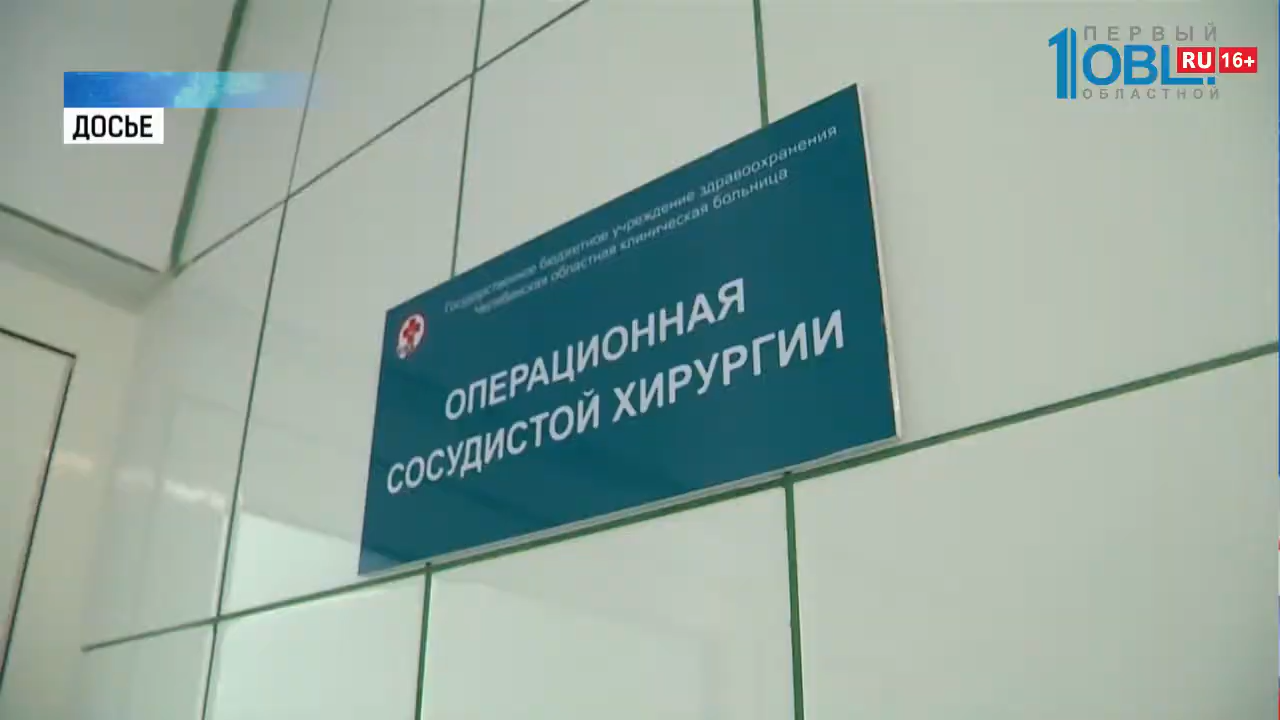 ПЕРВЫЙ
1OBL.RU 16+
ОБЛАСТНОЙ
ДОСЬЕ
Государственное бюджетное учреждение здравоохранения
Челябинская областная клиническая больница
ОПЕРАЦИОННАЯ
СОСУДИСТОЙ ХИРУРГИИ